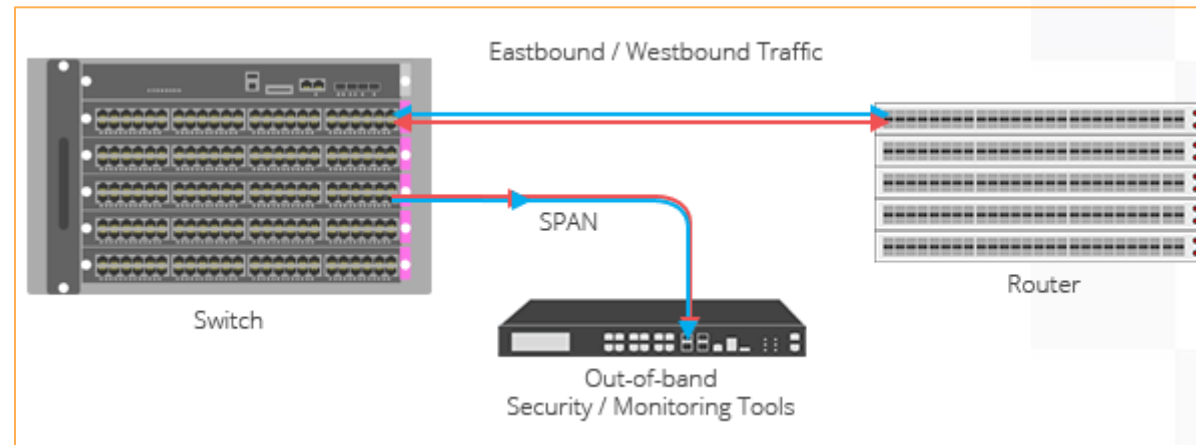 Eastbound / Westbound Traffic
SPAN
Switch
Router
Out-of-band
Security / Monitoring Tools